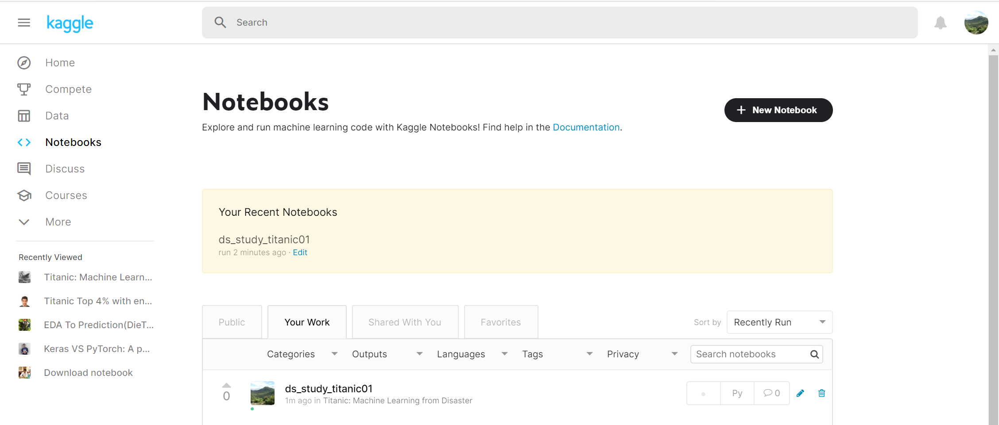 kaggle
Search
Home
Compete
Data
Notebooks
Discuss
Courses
More
Recently Viewed
Titanic: Machine Learn...
Titanic Top 4% with en...
EDA To Prediction(DieT...
Keras VS PyTorch: A p...
Download notebook
Notebooks
Explore and run machine learning code with Kaggle Notebooks! Find help in the Documentation.
New Notebook
Your Recent Notebooks
ds_study_titanic01
run 2 minutes ago · Edit
Public Your Work Shared With You Favorites Sort by Recently Run
Categories Outputs Languages Tags Privacy Search notebooks
0
ds_study_titanic01
1m ago in Titanic: Machine Learning from Disaster
Py 0